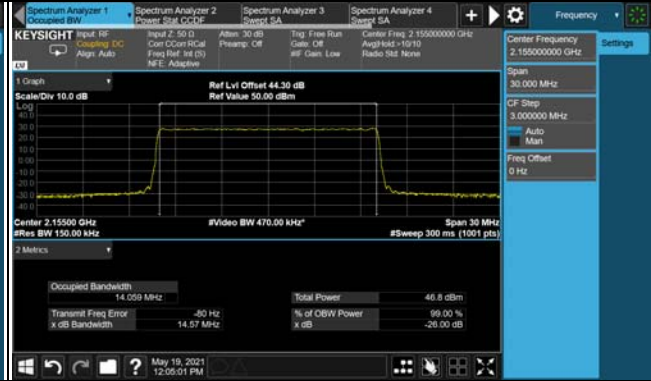 Spectrum Analyzer 1
Occupied BW
Spectrum Analyzer 2
Power Stat CCDF
Spectrum Analyzer 3
Swept SA
Spectrum Analyzer 4
Swept SA
Frequency
KEYSIGHT
Input: RF
Coupling: DC
Align: Auto
Input Z: 50 Ω
Corr CCorr RCal
Freq Ref: Int (S)
NFE: Adaptive
Atten: 30 dB
Preamp: Off
Trig: Free Run
Gate: Off
#IF Gain: Low
Center Freq: 2.155000000 GHz
Avg|Hold:>10/10
Radio Std: None
LXI
Center Frequency
2.155000000 GHz
Settings
Span
30.000 MHz
CF Step
3.000000 MHz
Auto
Man
Freq Offset
0 Hz
1 Graph
Scale/Div 10.0 dB
Ref Lvl Offset 44.30 dB
Ref Value 50.00 dBm
Log
40.0
30.0
20.0
10.0
0.00
-10.0
-20.0
-30.0
-40.0
Center 2.15500 GHz
#Res BW 150.00 kHz
#Video BW 470.00 kHz*
Span 30 MHz
#Sweep 300 ms (1001 pts)
2 Metrics
Occupied Bandwidth
14.059 MHz
Total Power
46.8 dBm
Transmit Freq Error
-80 Hz
% of OBW Power
99.00 %
x dB Bandwidth
14.57 MHz
x dB
-26.00 dB
May 19, 2021
12:05:01 PM